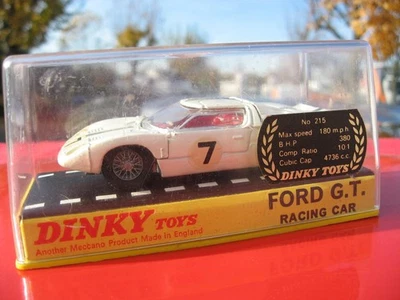 No 215
Max speed 180 m.p.h
B.H.P 380
Comp. Ratio 10:1
Cubic Cap 4736 c.c.
DINKY TOYS
7
DINKY TOYS
Another Meccano Product Made in England
FORD G.T.
RACING CAR